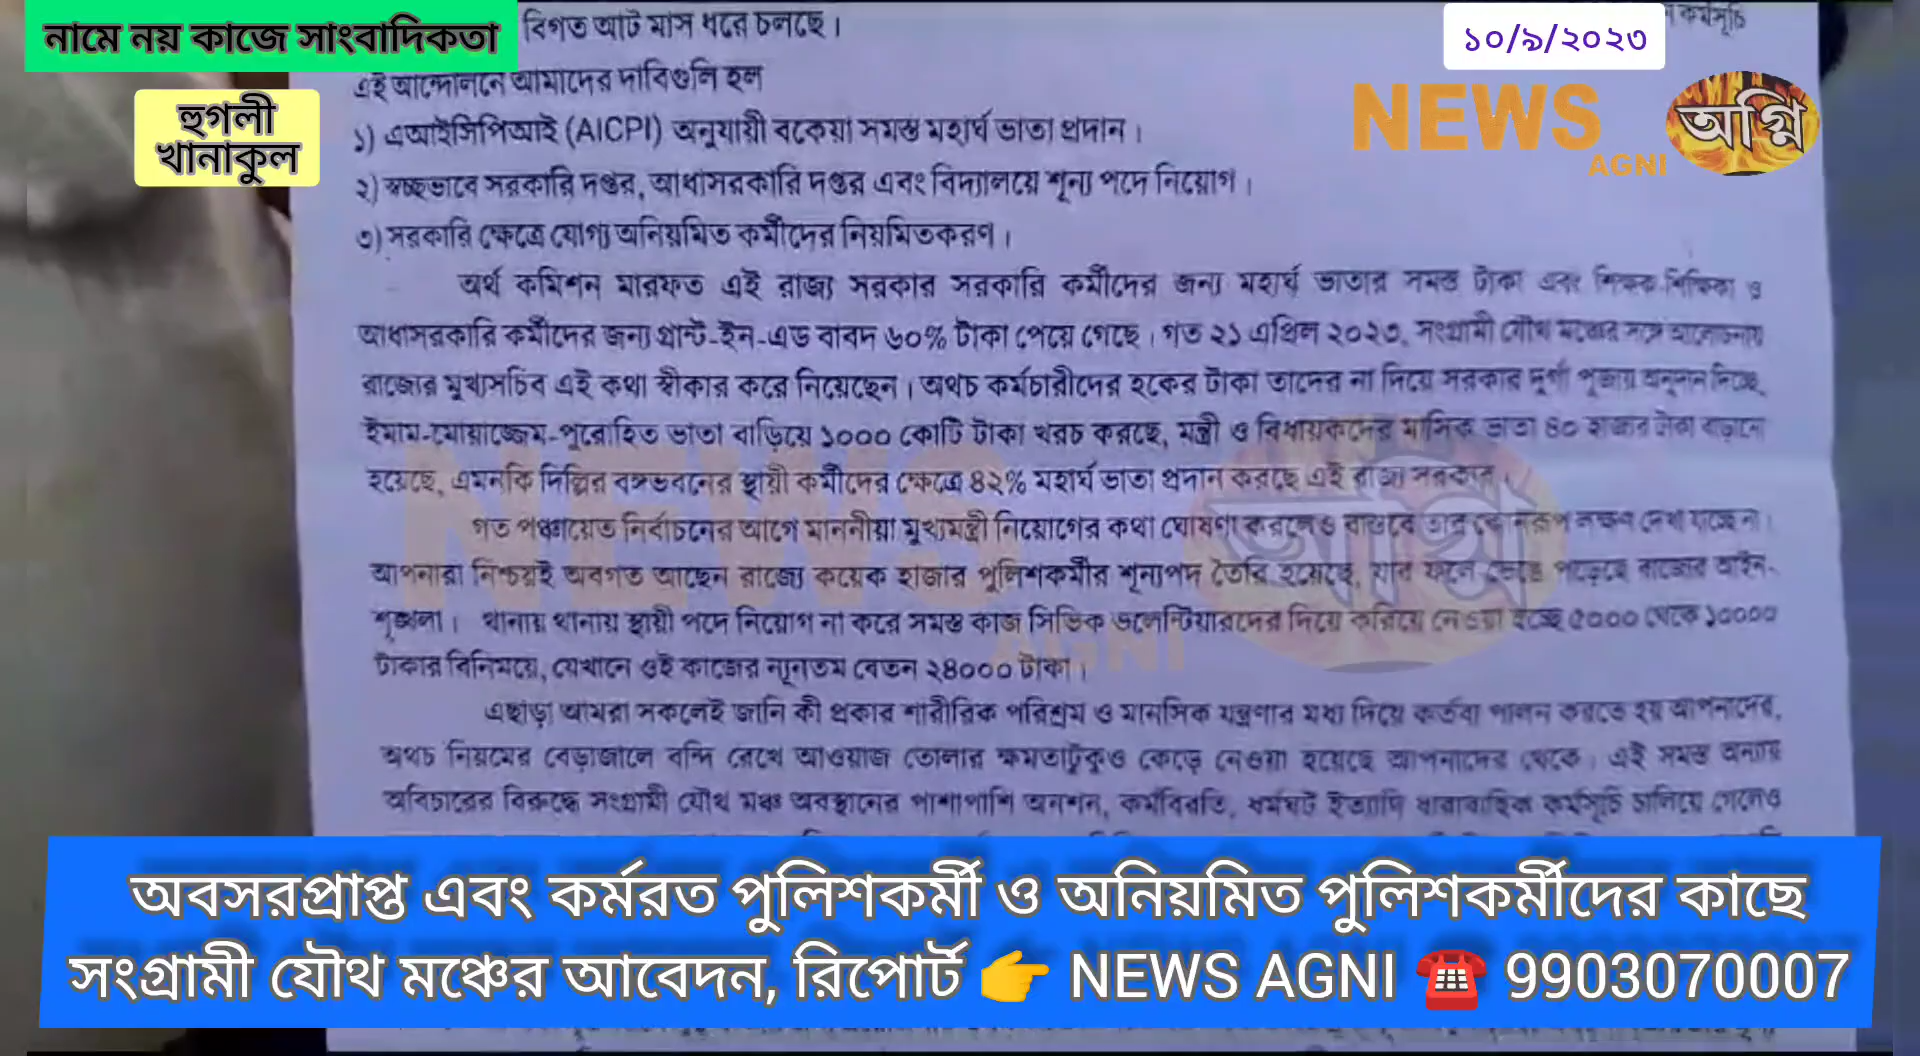 নামে নয় কাজে সাংবাদিকতা
১০/৯/২০২৩
হুগলী
খানাকুল
NEWS
AGNI
অগ্নি
কর্মসূচি
বিগত আট মাস ধরে চলছে।
এই আন্দোলনে আমাদের দাবিগুলি হল
১) এআইসিপিআই (AICPI) অনুযায়ী বকেয়া সমস্ত মহার্ঘ ভাতা প্রদান।
২) স্বচ্ছভাবে সরকারি দপ্তর, আধাসরকারি দপ্তর এবং বিদ্যালয়ে শূন্য পদে নিয়োগ।
৩) সরকারি ক্ষেত্রে যোগ্য অনিয়মিত কর্মীদের নিয়মিতকরণ।
অর্থ কমিশন মারফত এই রাজ্য সরকার সরকারি কর্মীদের জন্য মহার্ঘ ভাতার সমস্ত টাকা এবং শিক্ষক-শিক্ষিকা ও
আধাসরকারি কর্মীদের জন্য গ্রান্ট-ইন-এড বাবদ ৬০% টাকা পেয়ে গেছে। গত ২১ এপ্রিল ২০২৩, সংগ্রামী যৌথ মঞ্চের সঙ্গে আলোচনায়
রাজ্যের মুখ্যসচিব এই কথা স্বীকার করে নিয়েছেন। অথচ কর্মচারীদের হকের টাকা তাদের না দিয়ে সরকার দুর্গা পূজায় অনুদান দিচ্ছে,
ইমাম-মোয়াজ্জেম-পুরোহিত ভাতা বাড়িয়ে ১০০০ কোটি টাকা খরচ করছে, মন্ত্রী ও বিধায়কদের মাসিক ভাতা ৪০ হাজার টাকা বাড়ানো
হয়েছে, এমনকি দিল্লির বঙ্গভবনের স্থায়ী কর্মীদের ক্ষেত্রে ৪২% মহার্ঘ ভাতা প্রদান করছে এই রাজ্য সরকার।
গত পঞ্চায়েত নির্বাচনের আগে মাননীয়া মুখ্যমন্ত্রী নিয়োগের কথা ঘোষণা করলেও বাস্তবে তার কোনরূপ লক্ষণ দেখা যাচ্ছে না।
আপনারা নিশ্চয়ই অবগত আছেন রাজ্যে কয়েক হাজার পুলিশকর্মীর শূন্যপদ তৈরি হয়েছে, যার ফলে ভেঙে পড়েছে রাজ্যের আইন-
শৃঙ্খলা। থানায় থানায় স্থায়ী পদে নিয়োগ না করে সমস্ত কাজ সিভিক ভলেন্টিয়ারদের দিয়ে করিয়ে নেওয়া হচ্ছে ৫০০০ থেকে ১০০০০
টাকার বিনিময়ে, যেখানে ওই কাজের ন্যূনতম বেতন ২৪০০০ টাকা।
এছাড়া আমরা সকলেই জানি কী প্রকার শারীরিক পরিশ্রম ও মানসিক যন্ত্রণার মধ্য দিয়ে কর্তব্য পালন করতে হয় আপনাদের,
অথচ নিয়মের বেড়াজালে বন্দি রেখে আওয়াজ তোলার ক্ষমতাটুকুও কেড়ে নেওয়া হয়েছে আপনাদের থেকে। এই সমস্ত অন্যায়
অবিচারের বিরুদ্ধে সংগ্রামী যৌথ মঞ্চ অবস্থানের পাশাপাশি অনশন, কর্মবিরতি, ধর্মঘট ইত্যাদি ধারাবাহিক কর্মসূচি চালিয়ে গেলেও
অবসরপ্রাপ্ত এবং কর্মরত পুলিশকর্মী ও অনিয়মিত পুলিশকর্মীদের কাছে
সংগ্রামী যৌথ মঞ্চের আবেদন, রিপোর্ট 👉 NEWS AGNI ☎️ 9903070007